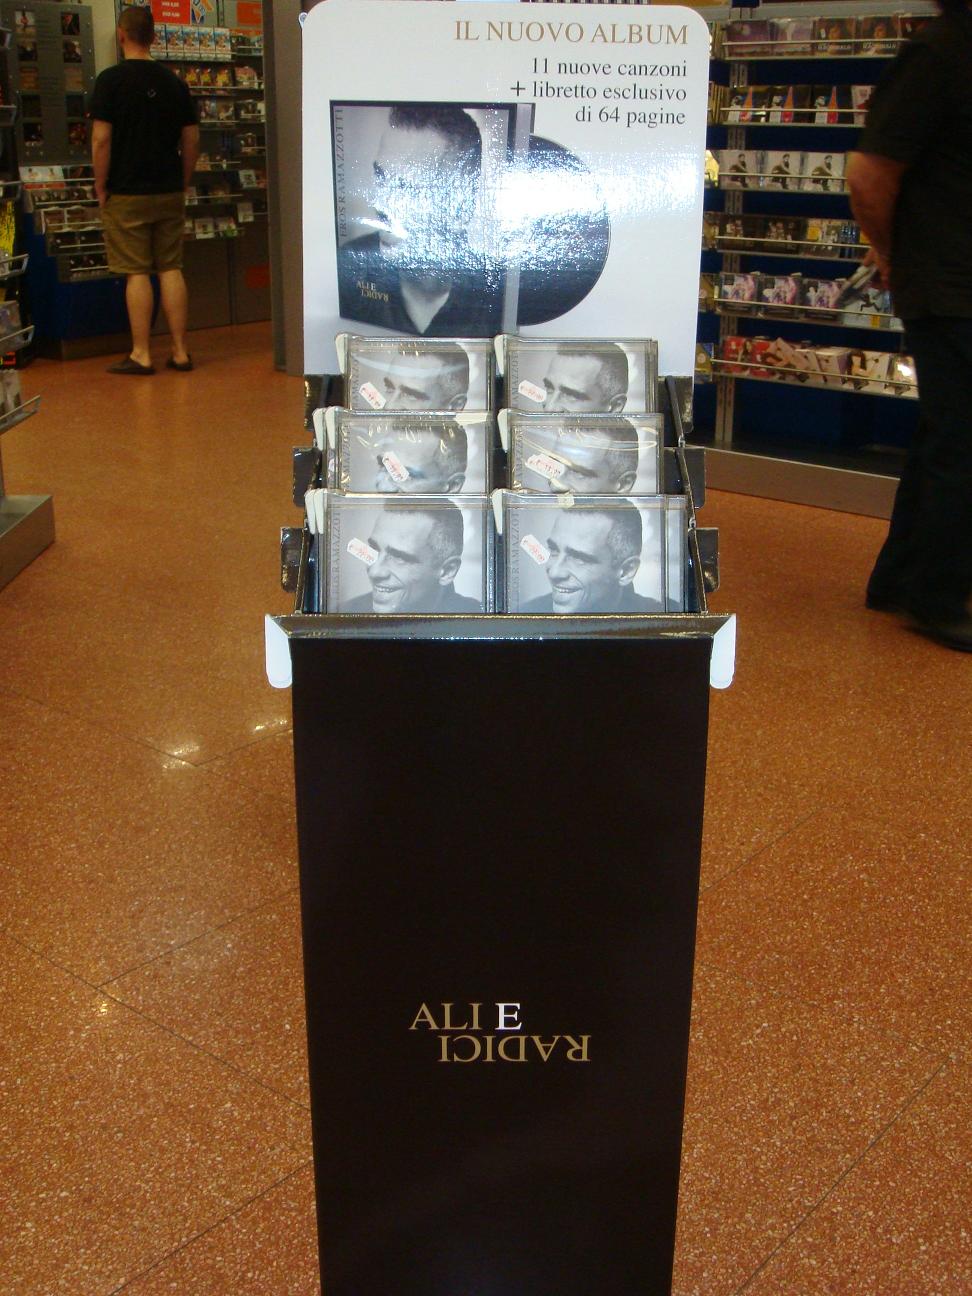 IL NUOVO ALBUM
11 nuove canzoni
+ libretto esclusivo
di 64 pagine
EROS RAMAZZOTTI
ALI E
RADICI
ALI E
RADICI